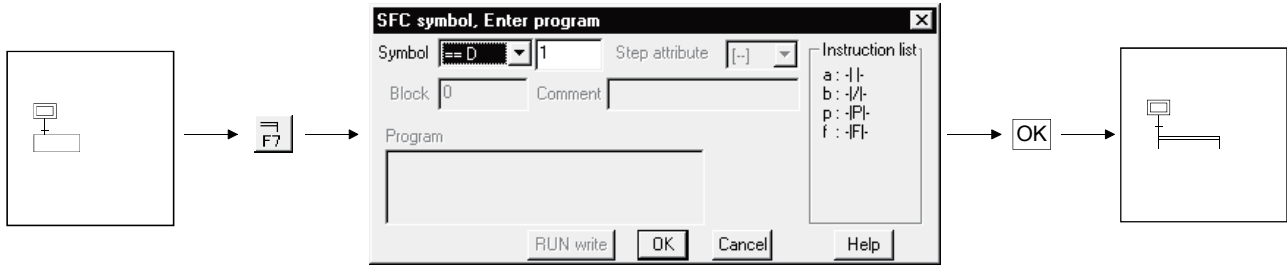 SFC symbol, Enter program
Symbol == D 1 Step attribute [--]
Block 0 Comment
Program
Instruction list
a : -| |-
b : -|/|-
p : -|P|-
f : -|F|-
RUN write OK Cancel Help
F7
OK